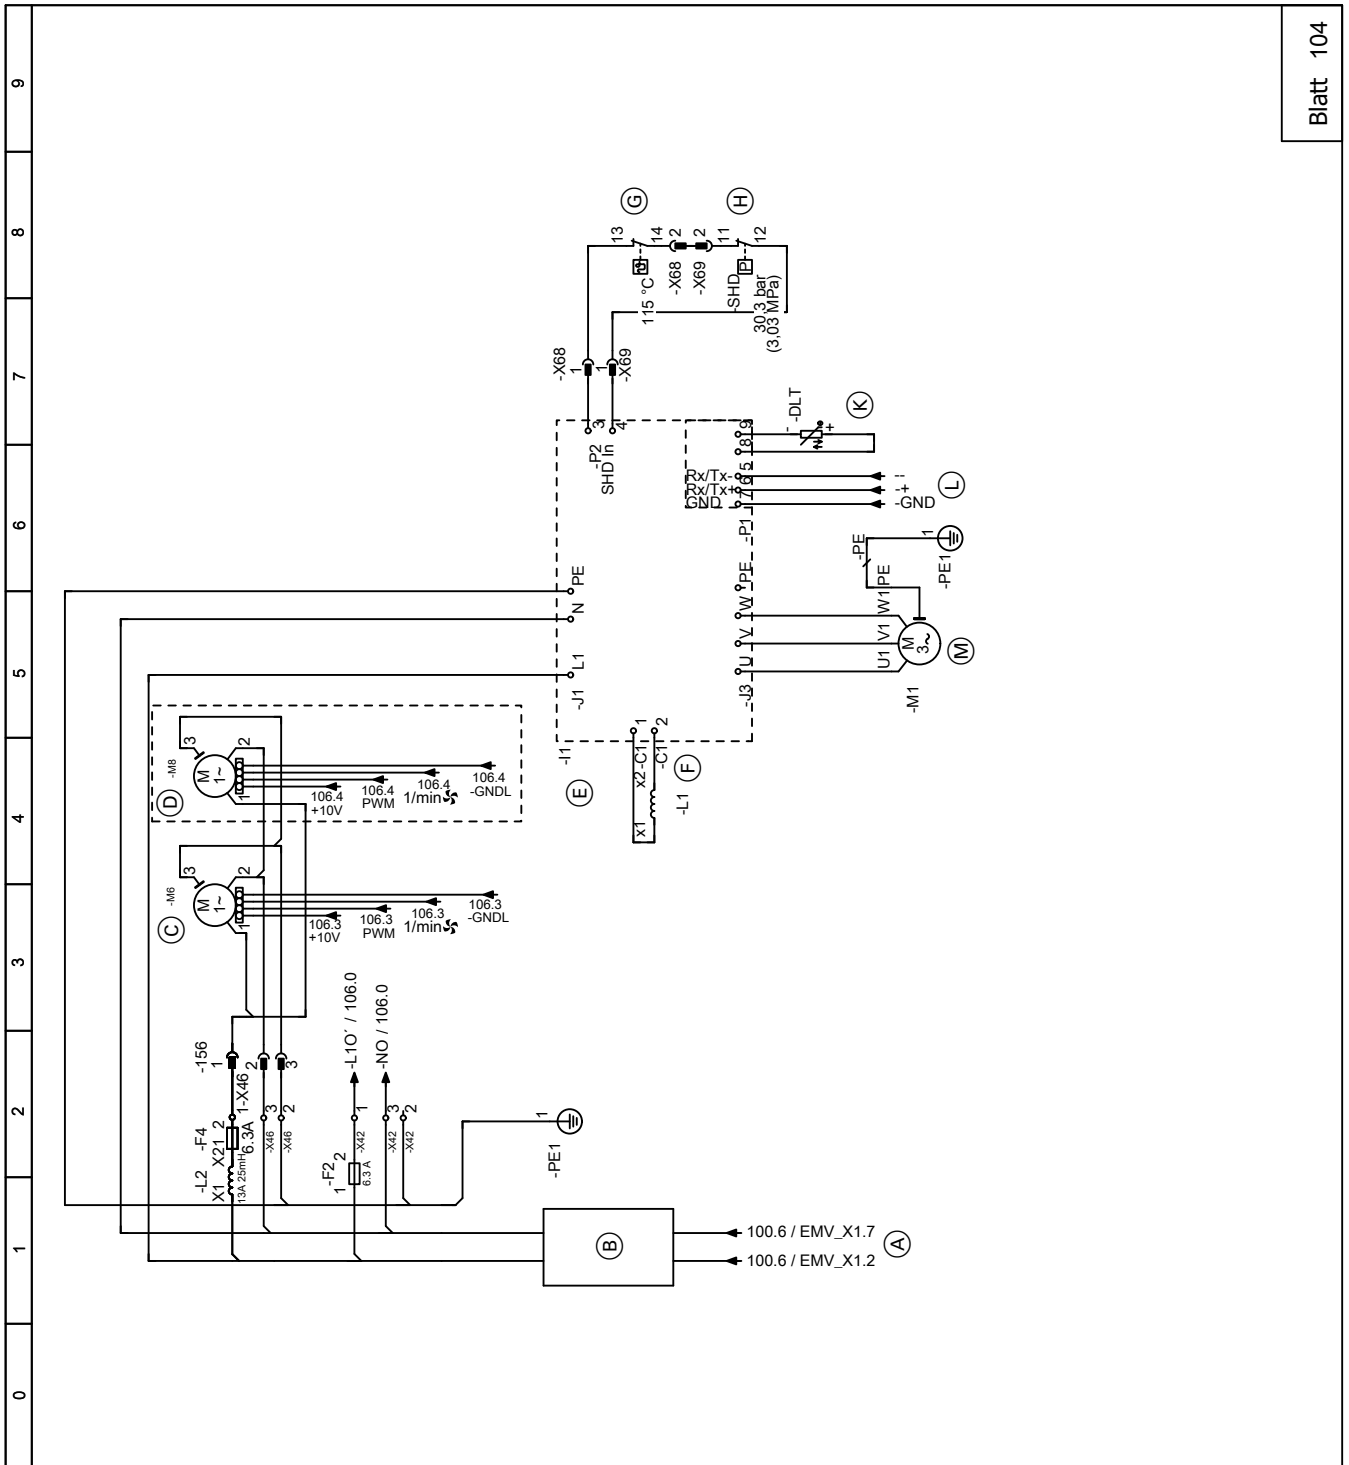 Blatt 104
9
8
7
6
5
4
3
2
1
0
13
G
14
2
-X68
-X69
2
11
H
12
115 °C
-SHD
P
30,3 bar
(3,03 MPa)
-X68
1
1
-X69
3
4
-P2
SHD In
9
8
-DLT
-
+
K
Rx/Tx- 5
Rx/Tx+ 6
GND 7
--
-+
-GND
L
-P1
PE
N
L1
-J1
-PE
1
-PE1
PE
W
V
U
-J3
PE
W1
V1
U1
M
3~
M
-M1
-I1
E
1
2
-C1
-C1
x2
x1
F
-L1
3
-M8
M
1~
2
1
D
106.4
+10V
106.4
PWM
106.4
1/min
106.4
-GNDL
3
-M6
M
1~
2
1
C
106.3
+10V
106.3
PWM
106.3
1/min
106.3
-GNDL
-156
1
2
3
1-X46
-F4
2
X21
6.3A
-L2
X1
13A 25mH
3
-X46
2
-X46
-L1O´ / 106.0
-NO / 106.0
1
-X42
3
-X42
2
-F2
2
1
6.3 A
1
-PE1
B
100.6 / EMV_X1.7
100.6 / EMV_X1.2
A